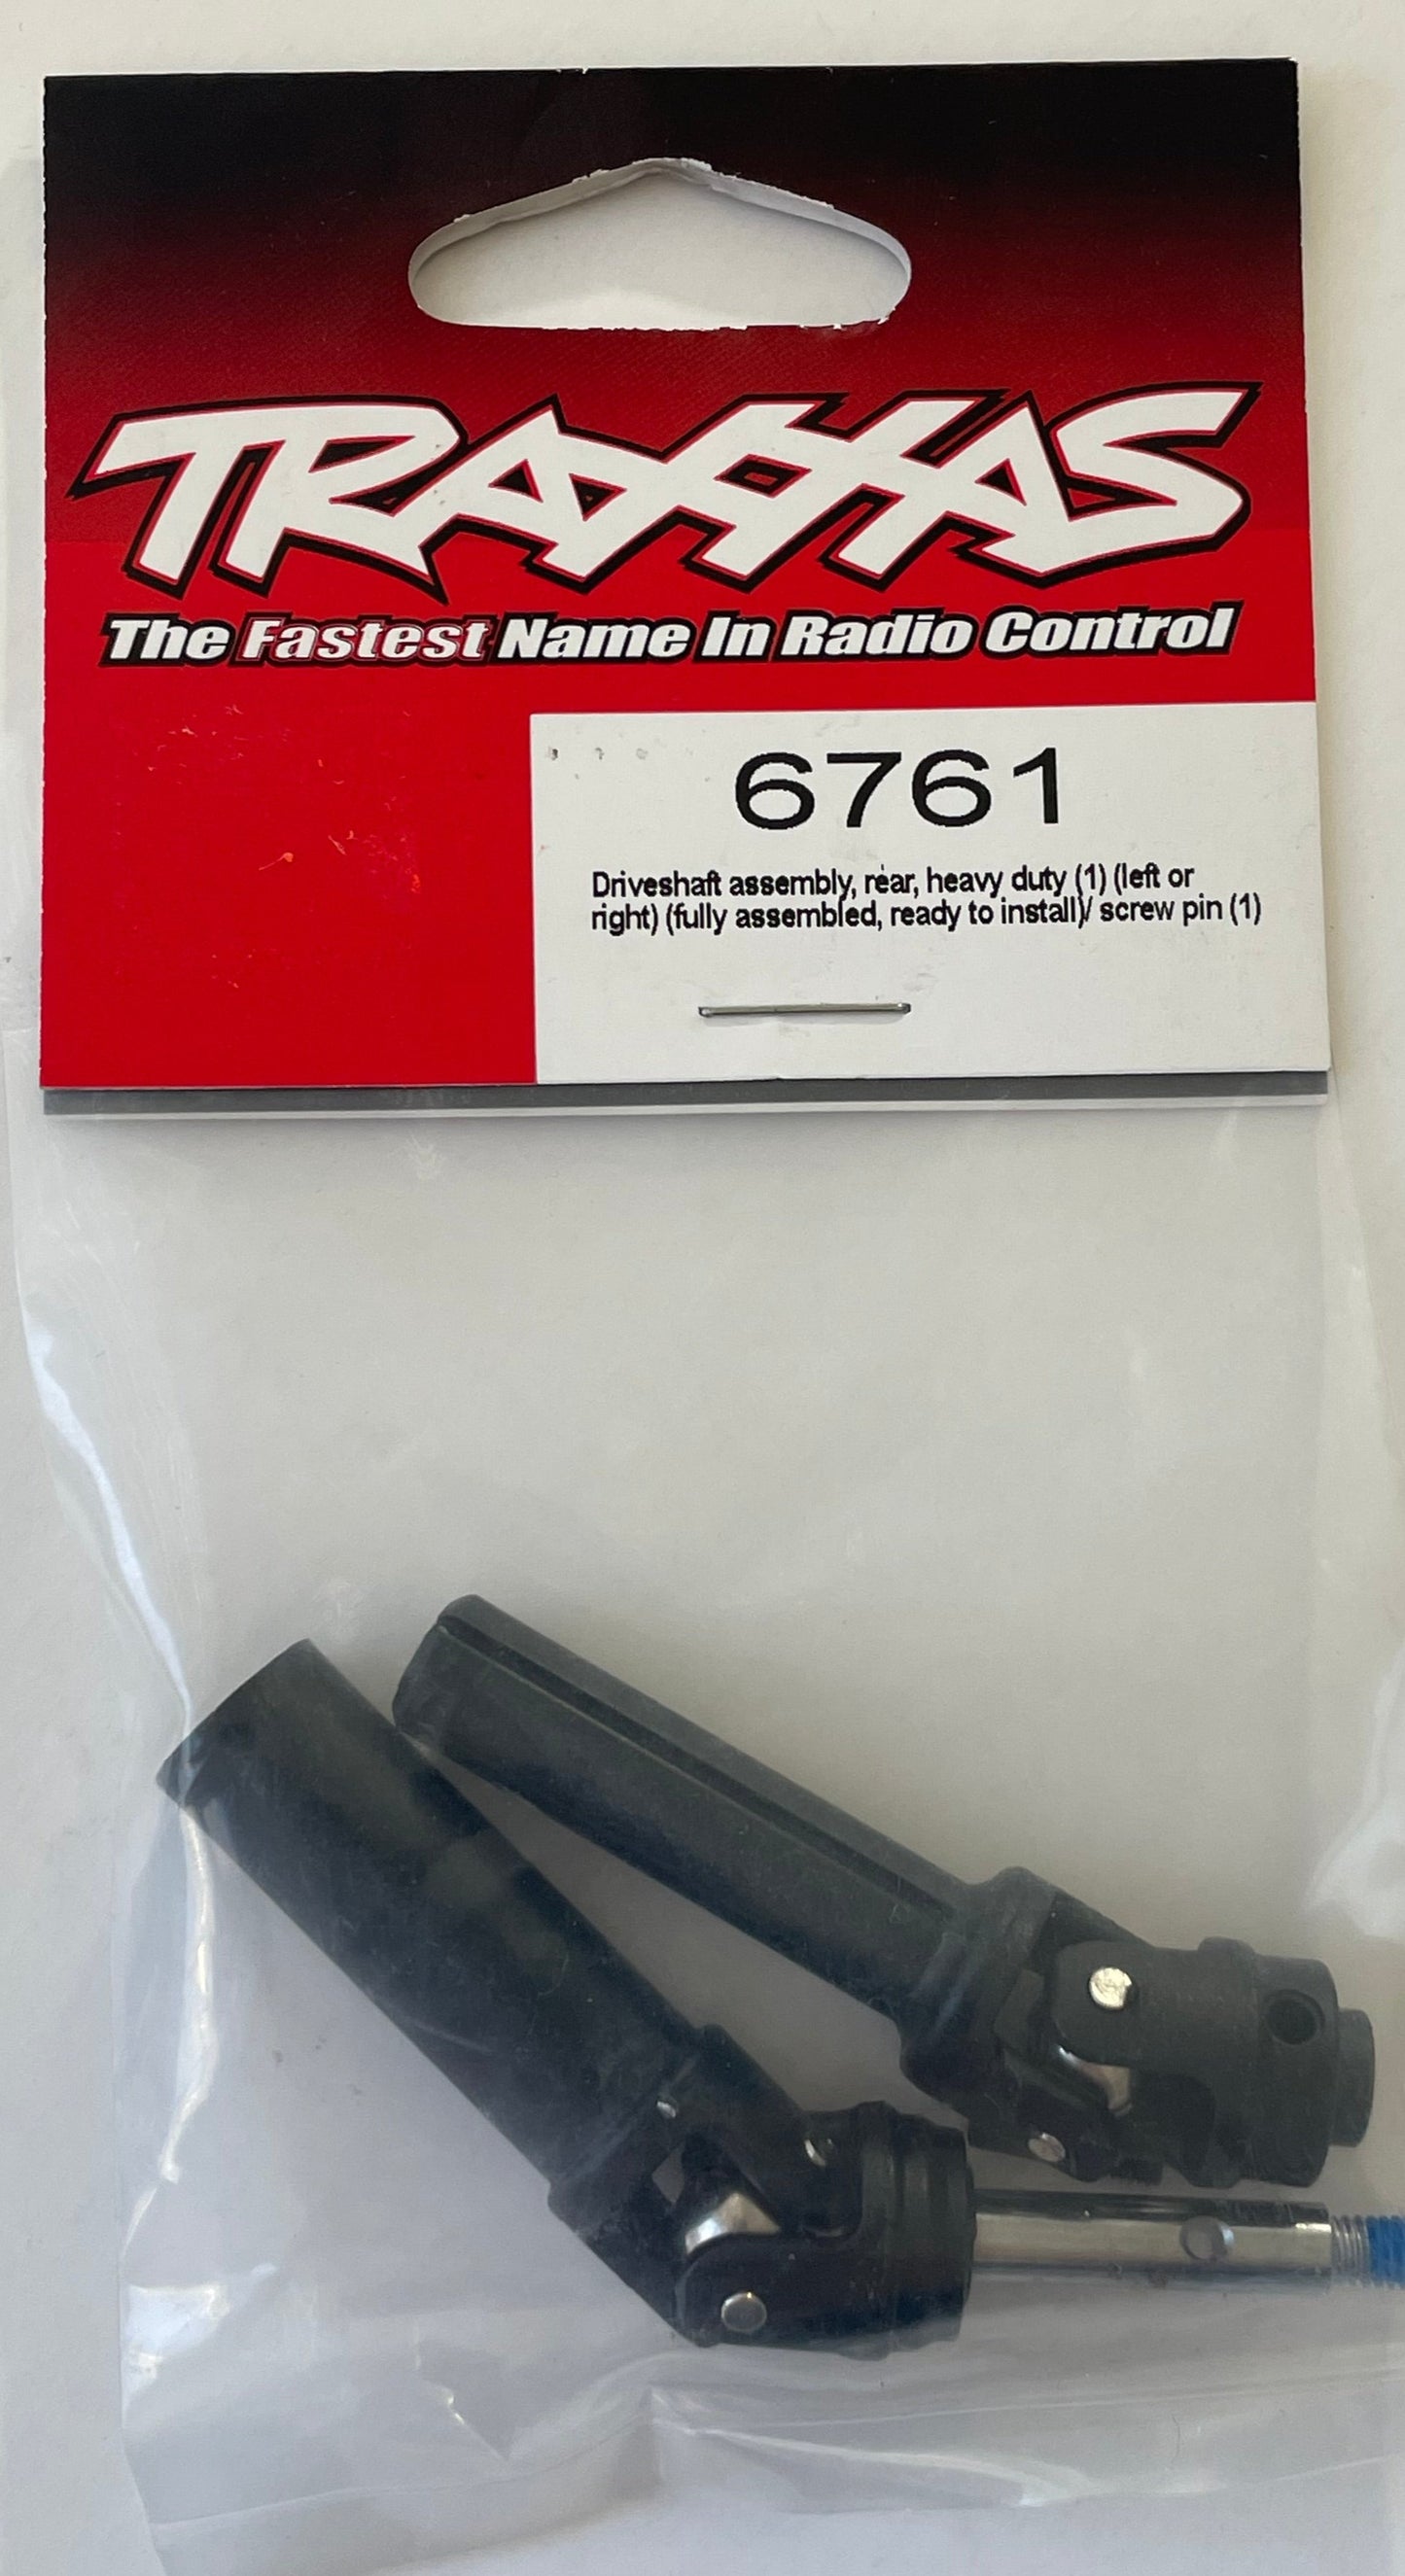 TRAXXAS
The Fastest Name In Radio Control
6761
Driveshaft assembly, rear, heavy duty (1) (left or
right) (fully assembled, ready to install)/ screw pin (1)